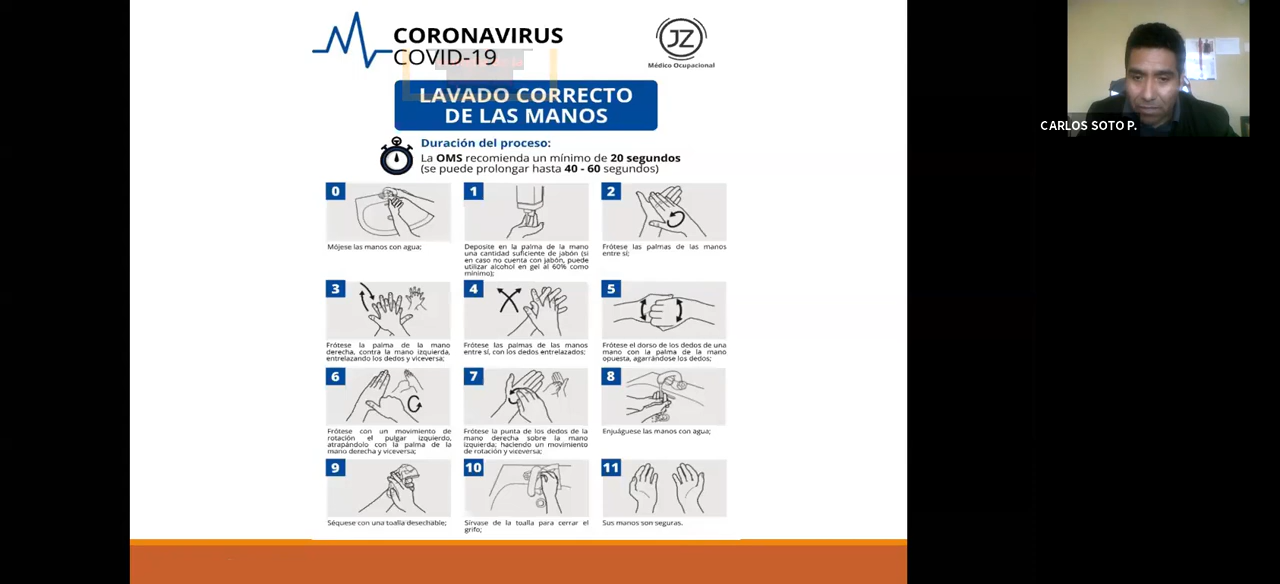 CORONAVIRUS
COVID-19
JZ
Médico Ocupacional
LAVADO CORRECTO
DE LAS MANOS
Duración del proceso:
La OMS recomienda un mínimo de 20 segundos
(se puede prolongar hasta 40 - 60 segundos)
0
Mójese las manos con agua;
1
Deposite en la palma de la mano
una cantidad suficiente de jabón (si
en caso no cuenta con jabón, puede
utilizar alcohol en gel al 60% como
mínimo);
2
Frótese las palmas de las manos
entre sí;
3
Frótese la palma de la mano
derecha, contra la mano izquierda,
entrelazando los dedos y viceversa;
4
Frótese las palmas de las manos
entre sí, con los dedos entrelazados;
5
Frótese el dorso de los dedos de una
mano con la palma de la mano
opuesta, agarrándose los dedos;
6
Frótese con un movimiento de
rotación el pulgar izquierdo,
atrapándolo con la palma de la
mano derecha y viceversa;
7
Frótese la punta de los dedos de la
mano derecha sobre la mano
izquierda; haciendo un movimiento
de rotación y viceversa;
8
Enjuáguese las manos con agua;
9
Séquese con una toalla desechable;
10
Sírvase de la toalla para cerrar el
grifo;
11
Sus manos son seguras.
CARLOS SOTO P.